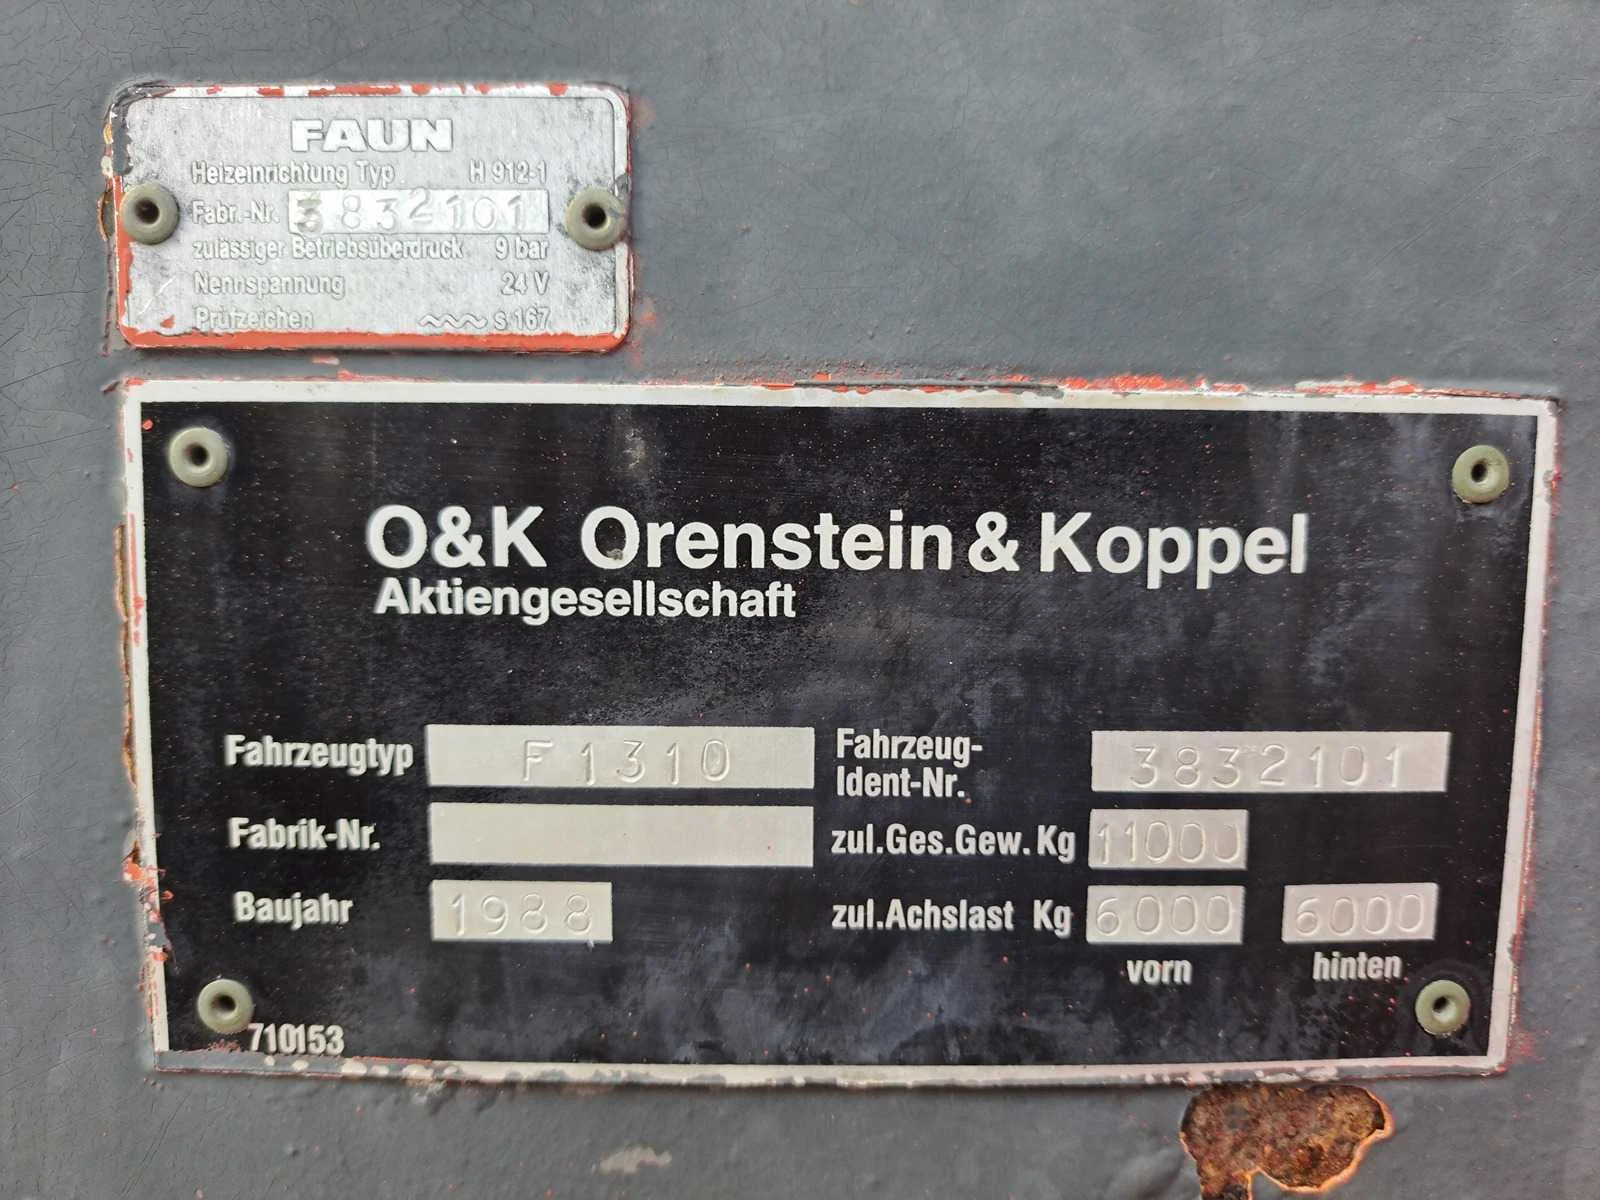 FAUN
Heizeinrichtung Typ. H 912-1
Fabr.-Nr. 3832101
zulässiger Betriebsüberdruck 9 bar
Nennspannung 24 V
Prüfzeichen ~~~ s 167
O&K Orenstein & Koppel
Aktiengesellschaft
Fahrzeugtyp F1310
Fabrik-Nr.
Baujahr 1988
Fahrzeug-
Ident-Nr. 3832101
zul.Ges.Gew.Kg 11000
zul.Achslast Kg 6000 6000
vorn hinten
710153